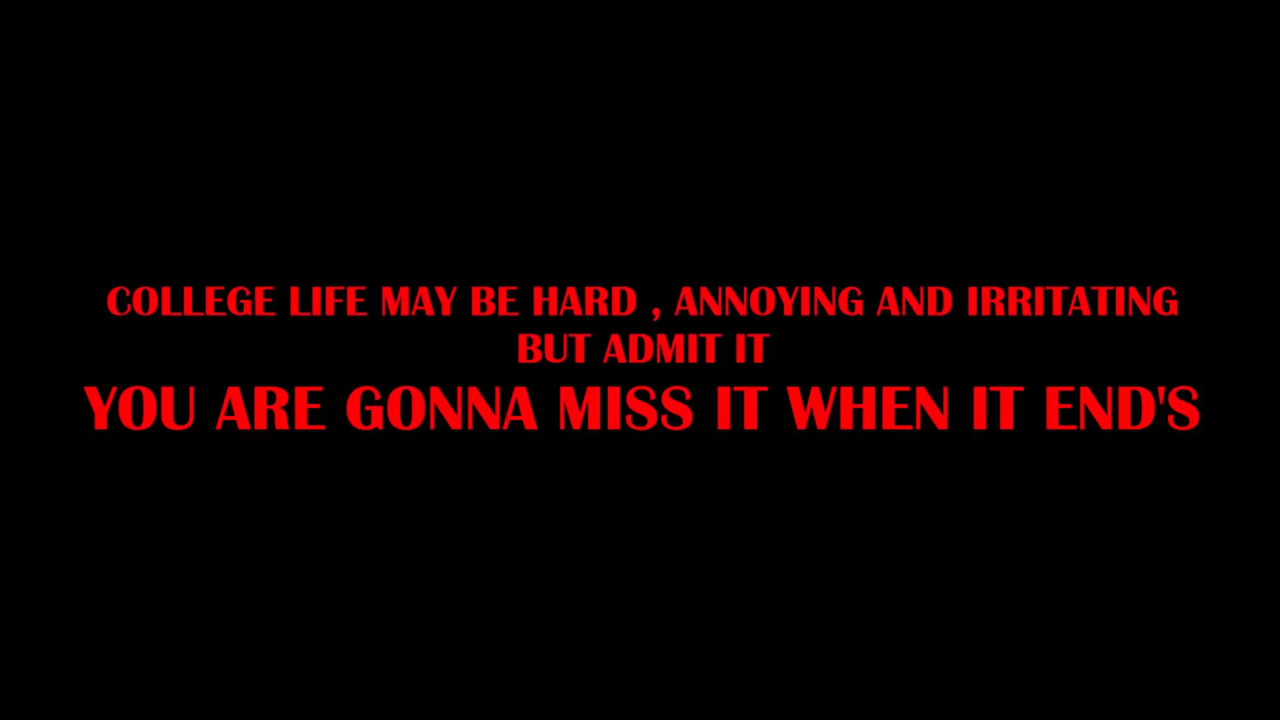 COLLEGE LIFE MAY BE HARD , ANNOYING AND IRRITATING
BUT ADMIT IT
YOU ARE GONNA MISS IT WHEN IT END'S